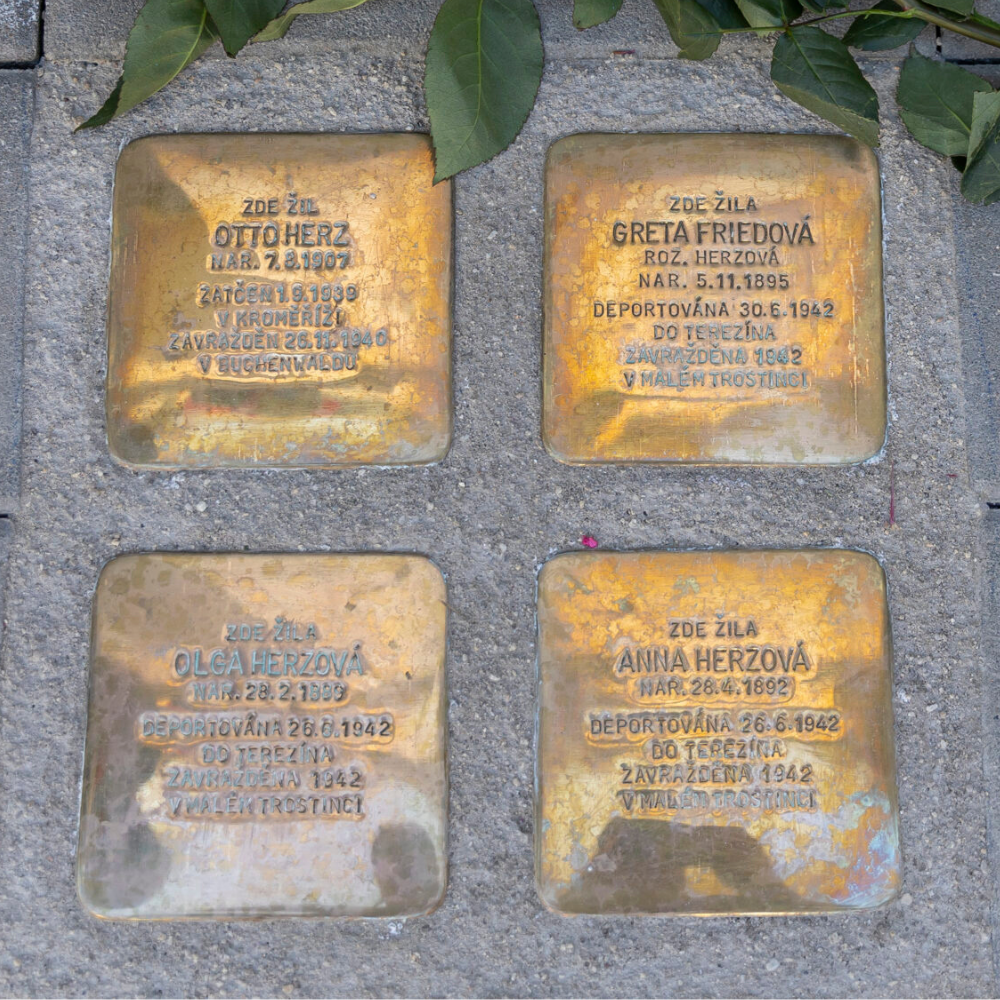 ZDE ŽIL
OTTO HERZ
NAR. 7.8.1907
ZATČEN 1.9.1939
V KROMĚŘÍŽI
ZAVRAŽDĚN 26.11.1940
V BUCHENWALDU
ZDE ŽILA
GRETA FRIEDOVÁ
ROZ. HERZOVÁ
NAR. 5.11.1895
DEPORTOVÁNA 30.6.1942
DO TEREZÍNA
ZAVRAŽDĚNA 1942
V MALÉM TROSTINCI
ZDE ŽILA
OLGA HERZOVÁ
NAR. 28.2.
DEPORTOVÁNA 26.6.1942
DO TEREZÍNA
ZAVRAŽDĚNA 1942
V MALÉM TROSTINCI
ZDE ŽILA
ANNA HERZOVÁ
NAR. 28.4.1892
DEPORTOVÁNA 26.6.1942
DO TEREZÍNA
ZAVRAŽDĚNA 1942
V MALÉM TROSTINCI